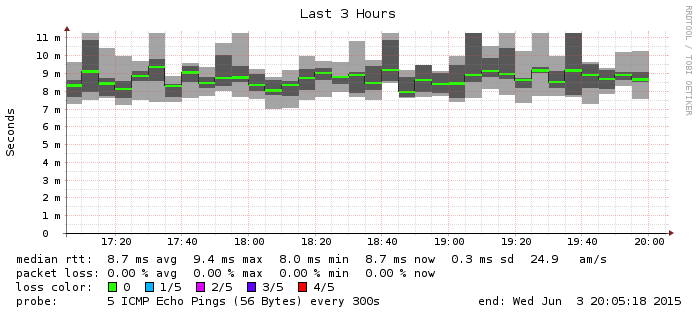 Last 3 Hours
RRDTOOL / TOBI OETIKER
Seconds
11 m
10 m
9 m
8 m
7 m
6 m
5 m
4 m
3 m
2 m
1 m
0
17:20 17:40 18:00 18:20 18:40 19:00 19:20 19:40 20:00
median rtt: 8.7 ms avg 9.4 ms max 8.0 ms min 8.7 ms now 0.3 ms sd 24.9 am/s
packet loss: 0.00 % avg 0.00 % max 0.00 % min 0.00 % now
loss color: 0 1/5 2/5 3/5 4/5
probe: 5 ICMP Echo Pings (56 Bytes) every 300s end: Wed Jun 3 20:05:18 2015